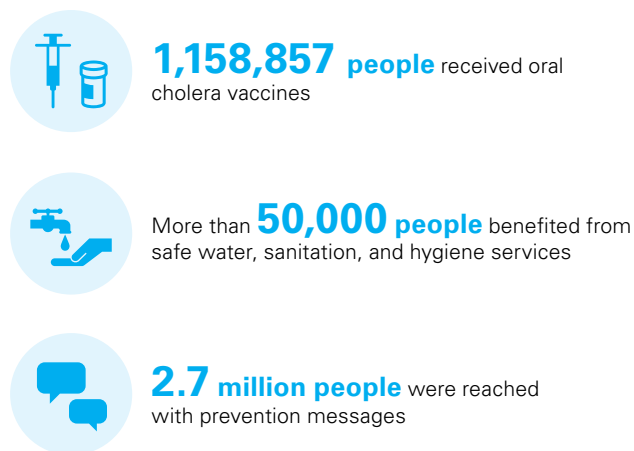 1,158,857 people received oral
cholera vaccines
More than 50,000 people benefited from
safe water, sanitation, and hygiene services
2.7 million people were reached
with prevention messages